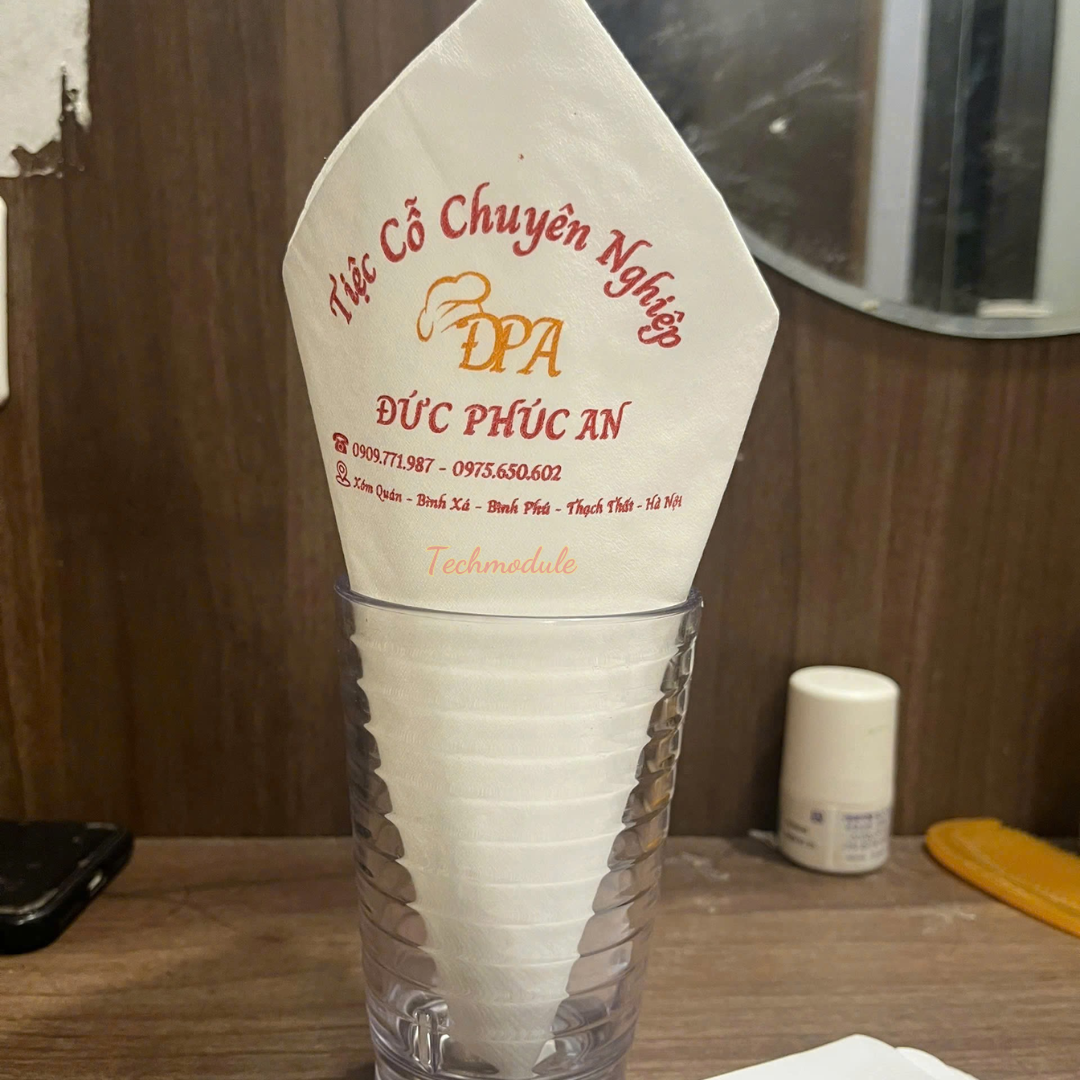 Tiệc Cỗ Chuyên Nghiệp
ĐPA
ĐỨC PHÚC AN
0909.771.987 - 0975.650.602
Xóm Quán - Bình Xá - Bình Phú - Thạch Thất - Hà Nội
Techmodule